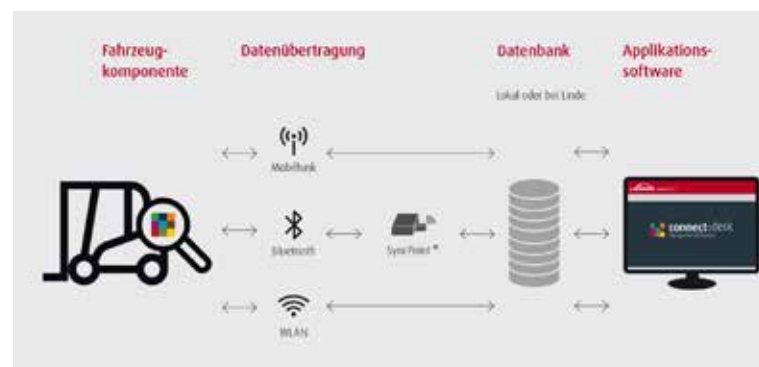 Fahrzeug-
komponente
Datenübertragung
Datenbank
Applikations-
software
Lokal oder bei Linde
Mobilfunk
Bluetooth
SyncPoint
WLAN
connect:desk